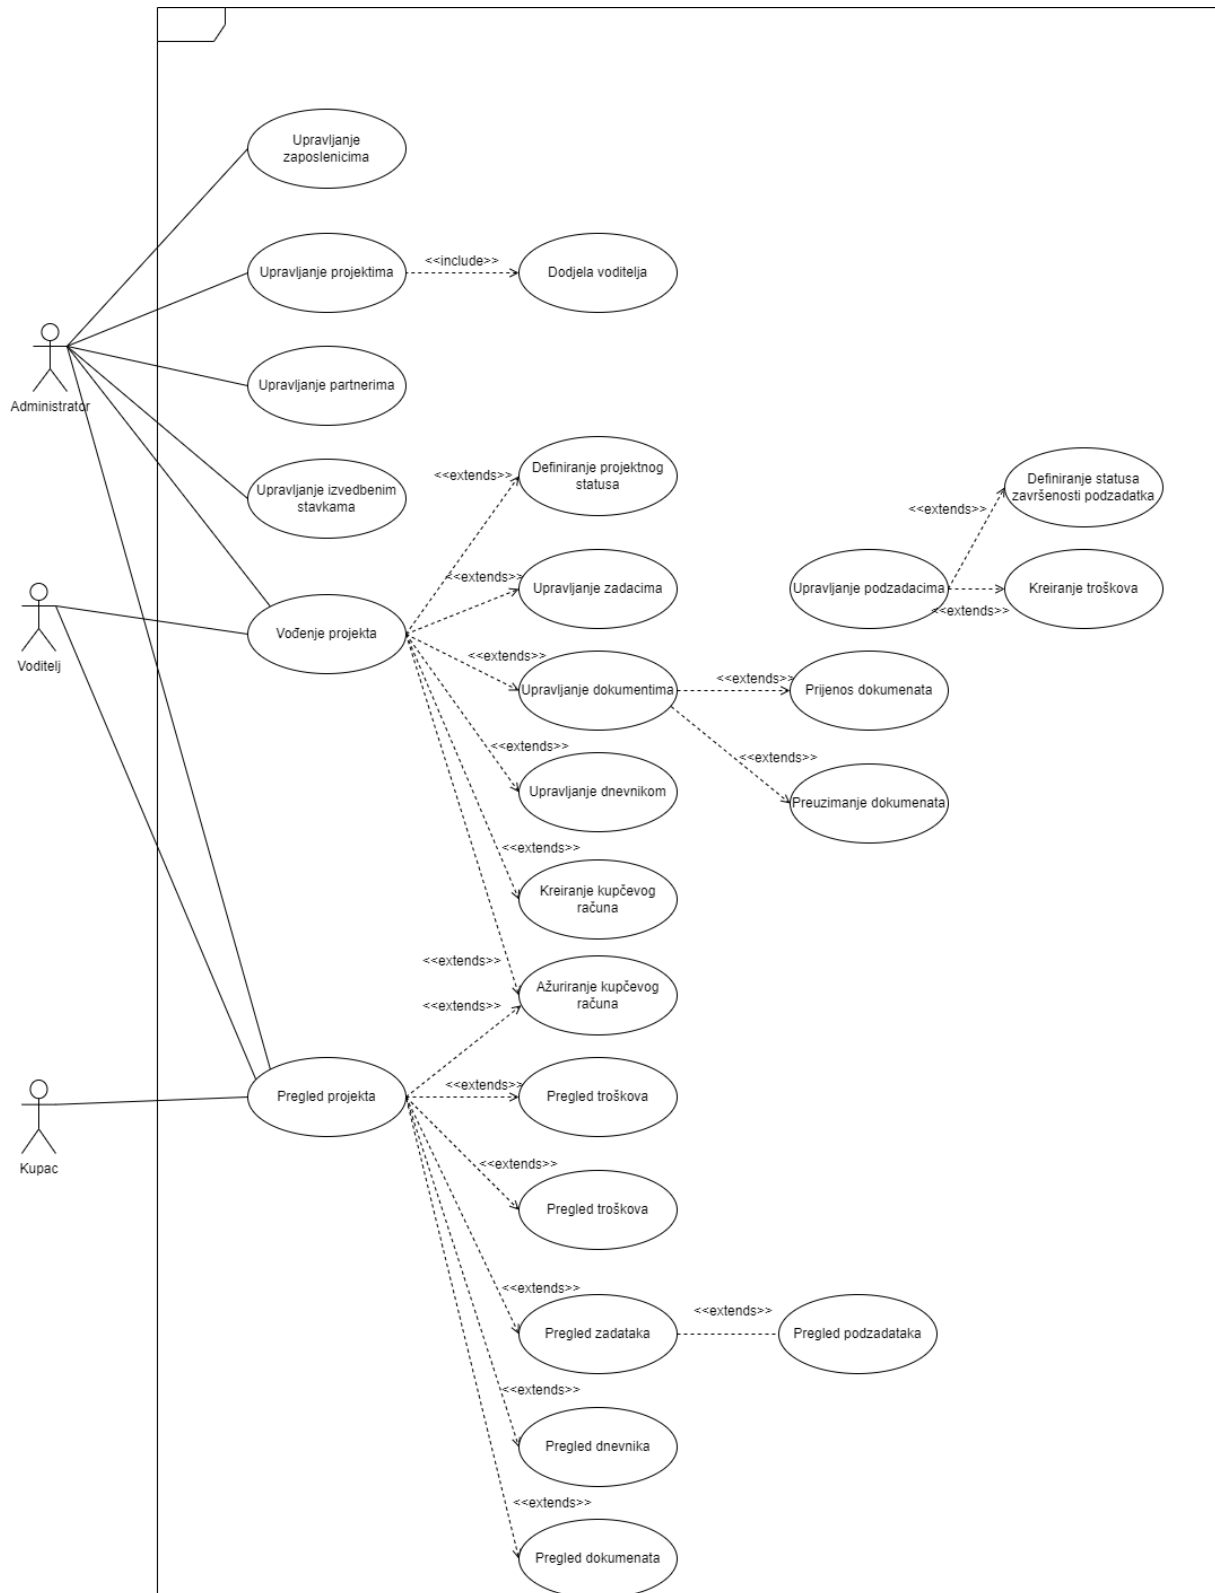 Upravljanje
zaposlenicima
Upravljanje projektima
<<include>>
Dodjela voditelja
Administrator
Upravljanje partnerima
Upravljanje izvedbenim
stavkama
<<extends>>
Definiranje projektnog
statusa
<<extends>>
Definiranje statusa
završenosti podzadatka
<<extends>>
Upravljanje zadacima
Upravljanje podzadacima
<<extends>>
Kreiranje troškova
Voditelj
Vođenje projekta
<<extends>>
Upravljanje dokumentima
<<extends>>
Prijenos dokumenata
<<extends>>
Preuzimanje dokumenata
<<extends>>
Upravljanje dnevnikom
<<extends>>
Kreiranje kupčevog
računa
<<extends>>
<<extends>>
Ažuriranje kupčevog
računa
Kupac
Pregled projekta
<<extends>>
Pregled troškova
<<extends>>
Pregled troškova
<<extends>>
Pregled zadataka
<<extends>>
Pregled podzadataka
<<extends>>
Pregled dnevnika
<<extends>>
Pregled dokumenata